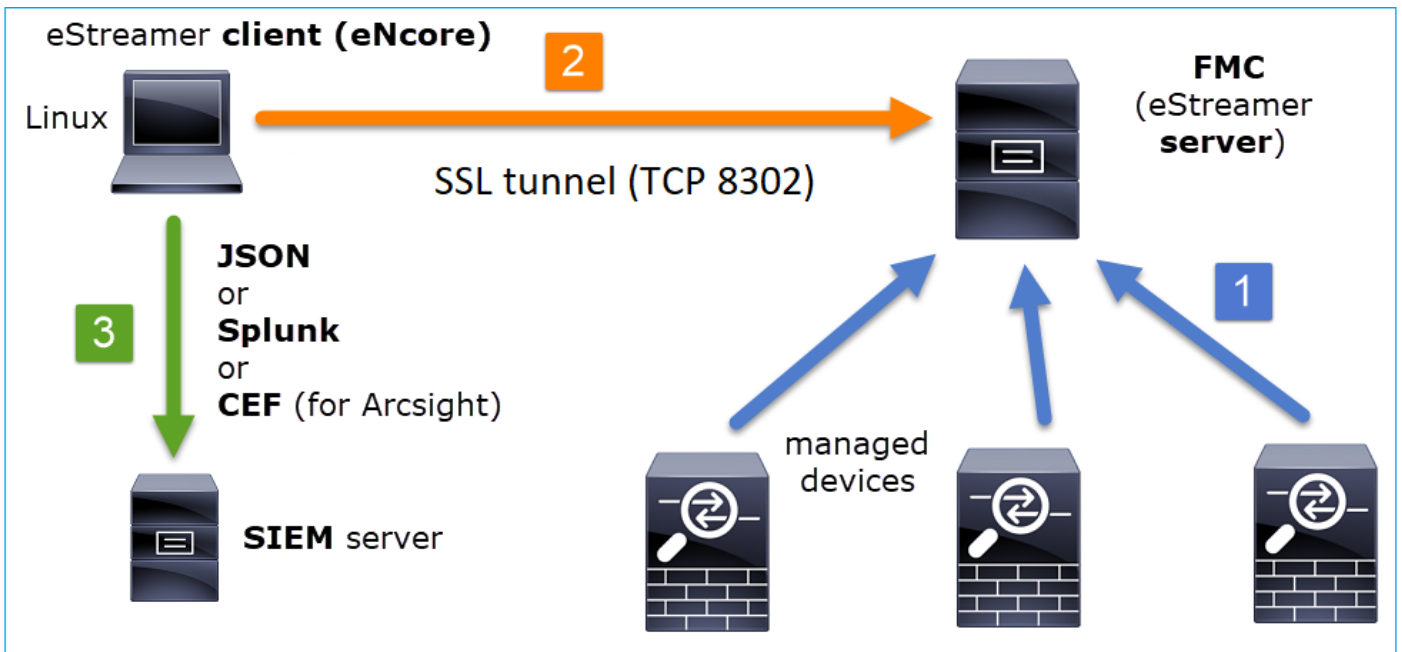 eStreamer client (eNcore)
2
FMC
(eStreamer
server)
Linux
SSL tunnel (TCP 8302)
JSON
or
Splunk
or
CEF (for Arcsight)
3
1
managed
devices
SIEM server